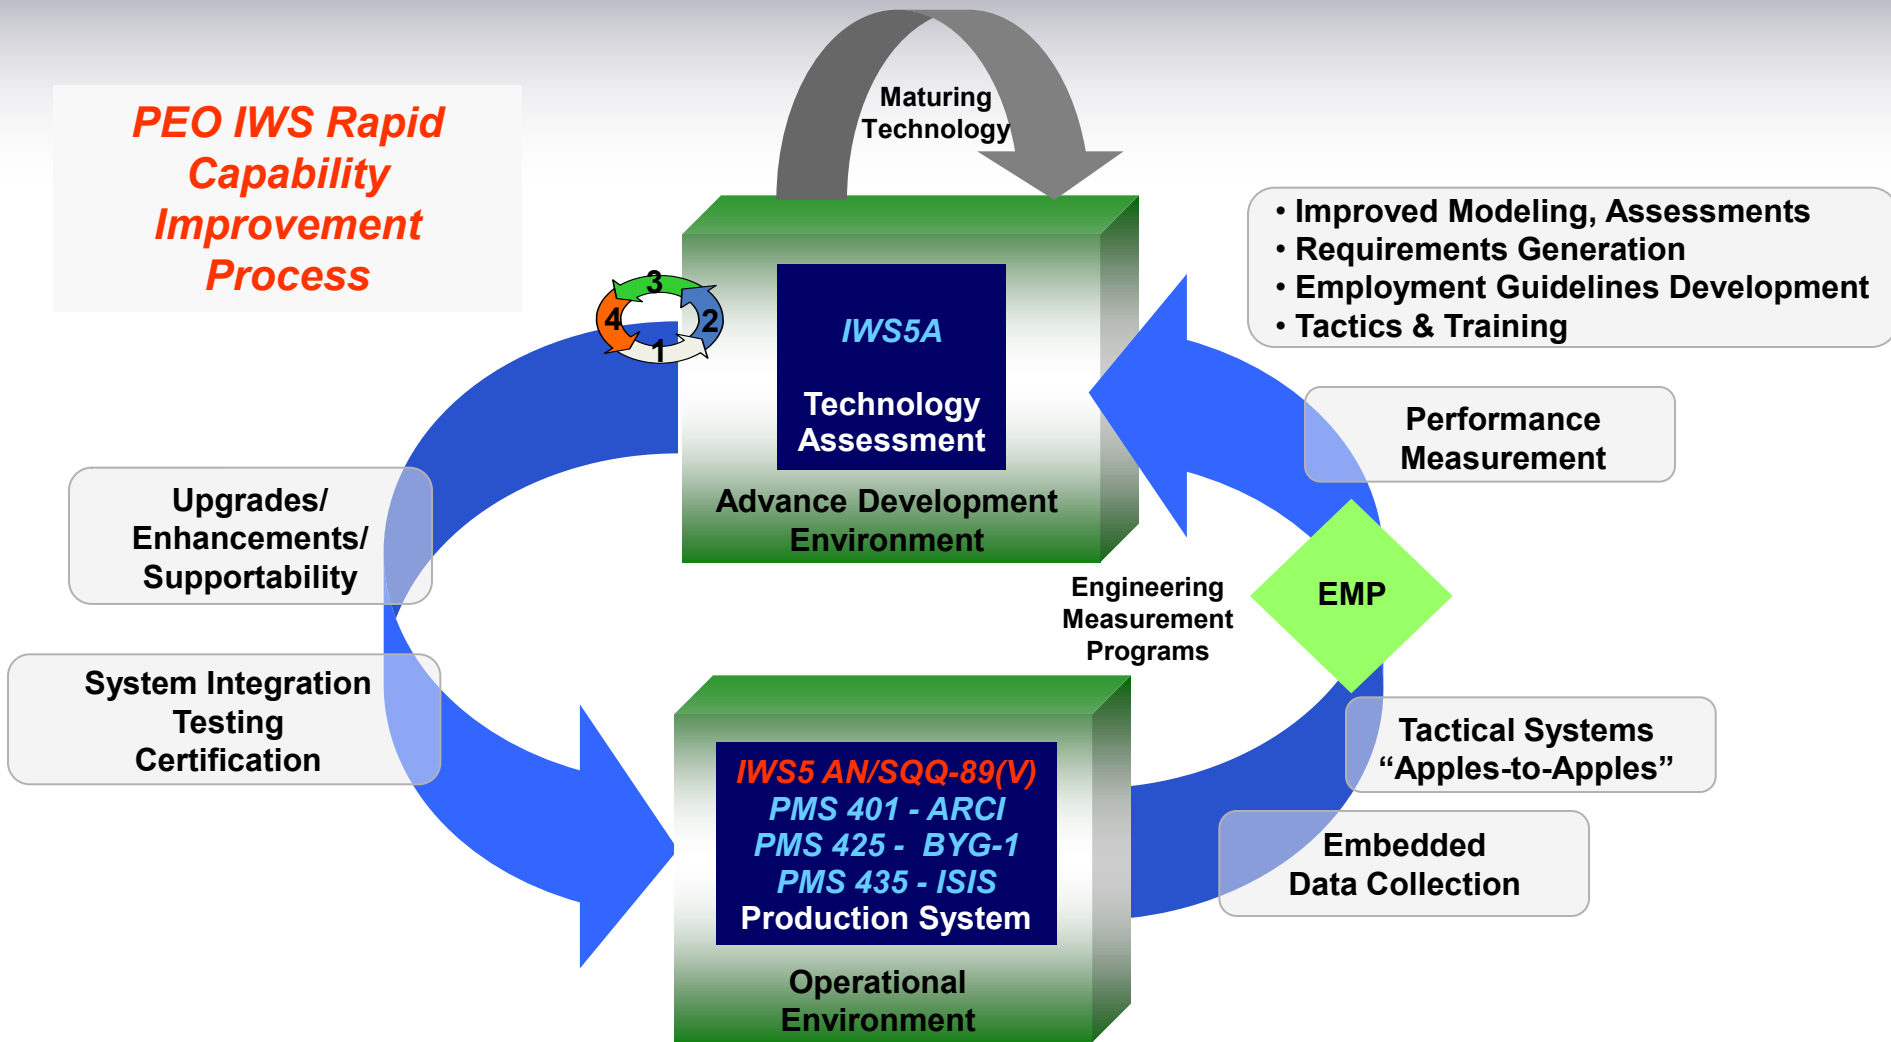 PEO IWS Rapid
Capability
Improvement
Process
Maturing
Technology
• Improved Modeling, Assessments
• Requirements Generation
• Employment Guidelines Development
• Tactics & Training
3
4
2
1
IWS5A
Technology
Assessment
Advance Development
Environment
Performance
Measurement
Upgrades/
Enhancements/
Supportability
Engineering
Measurement
Programs
EMP
System Integration
Testing
Certification
Tactical Systems
“Apples-to-Apples”
IWS5 AN/SQQ-89(V)
PMS 401 - ARCI
PMS 425 - BYG-1
PMS 435 - ISIS
Production System
Embedded
Data Collection
Operational
Environment